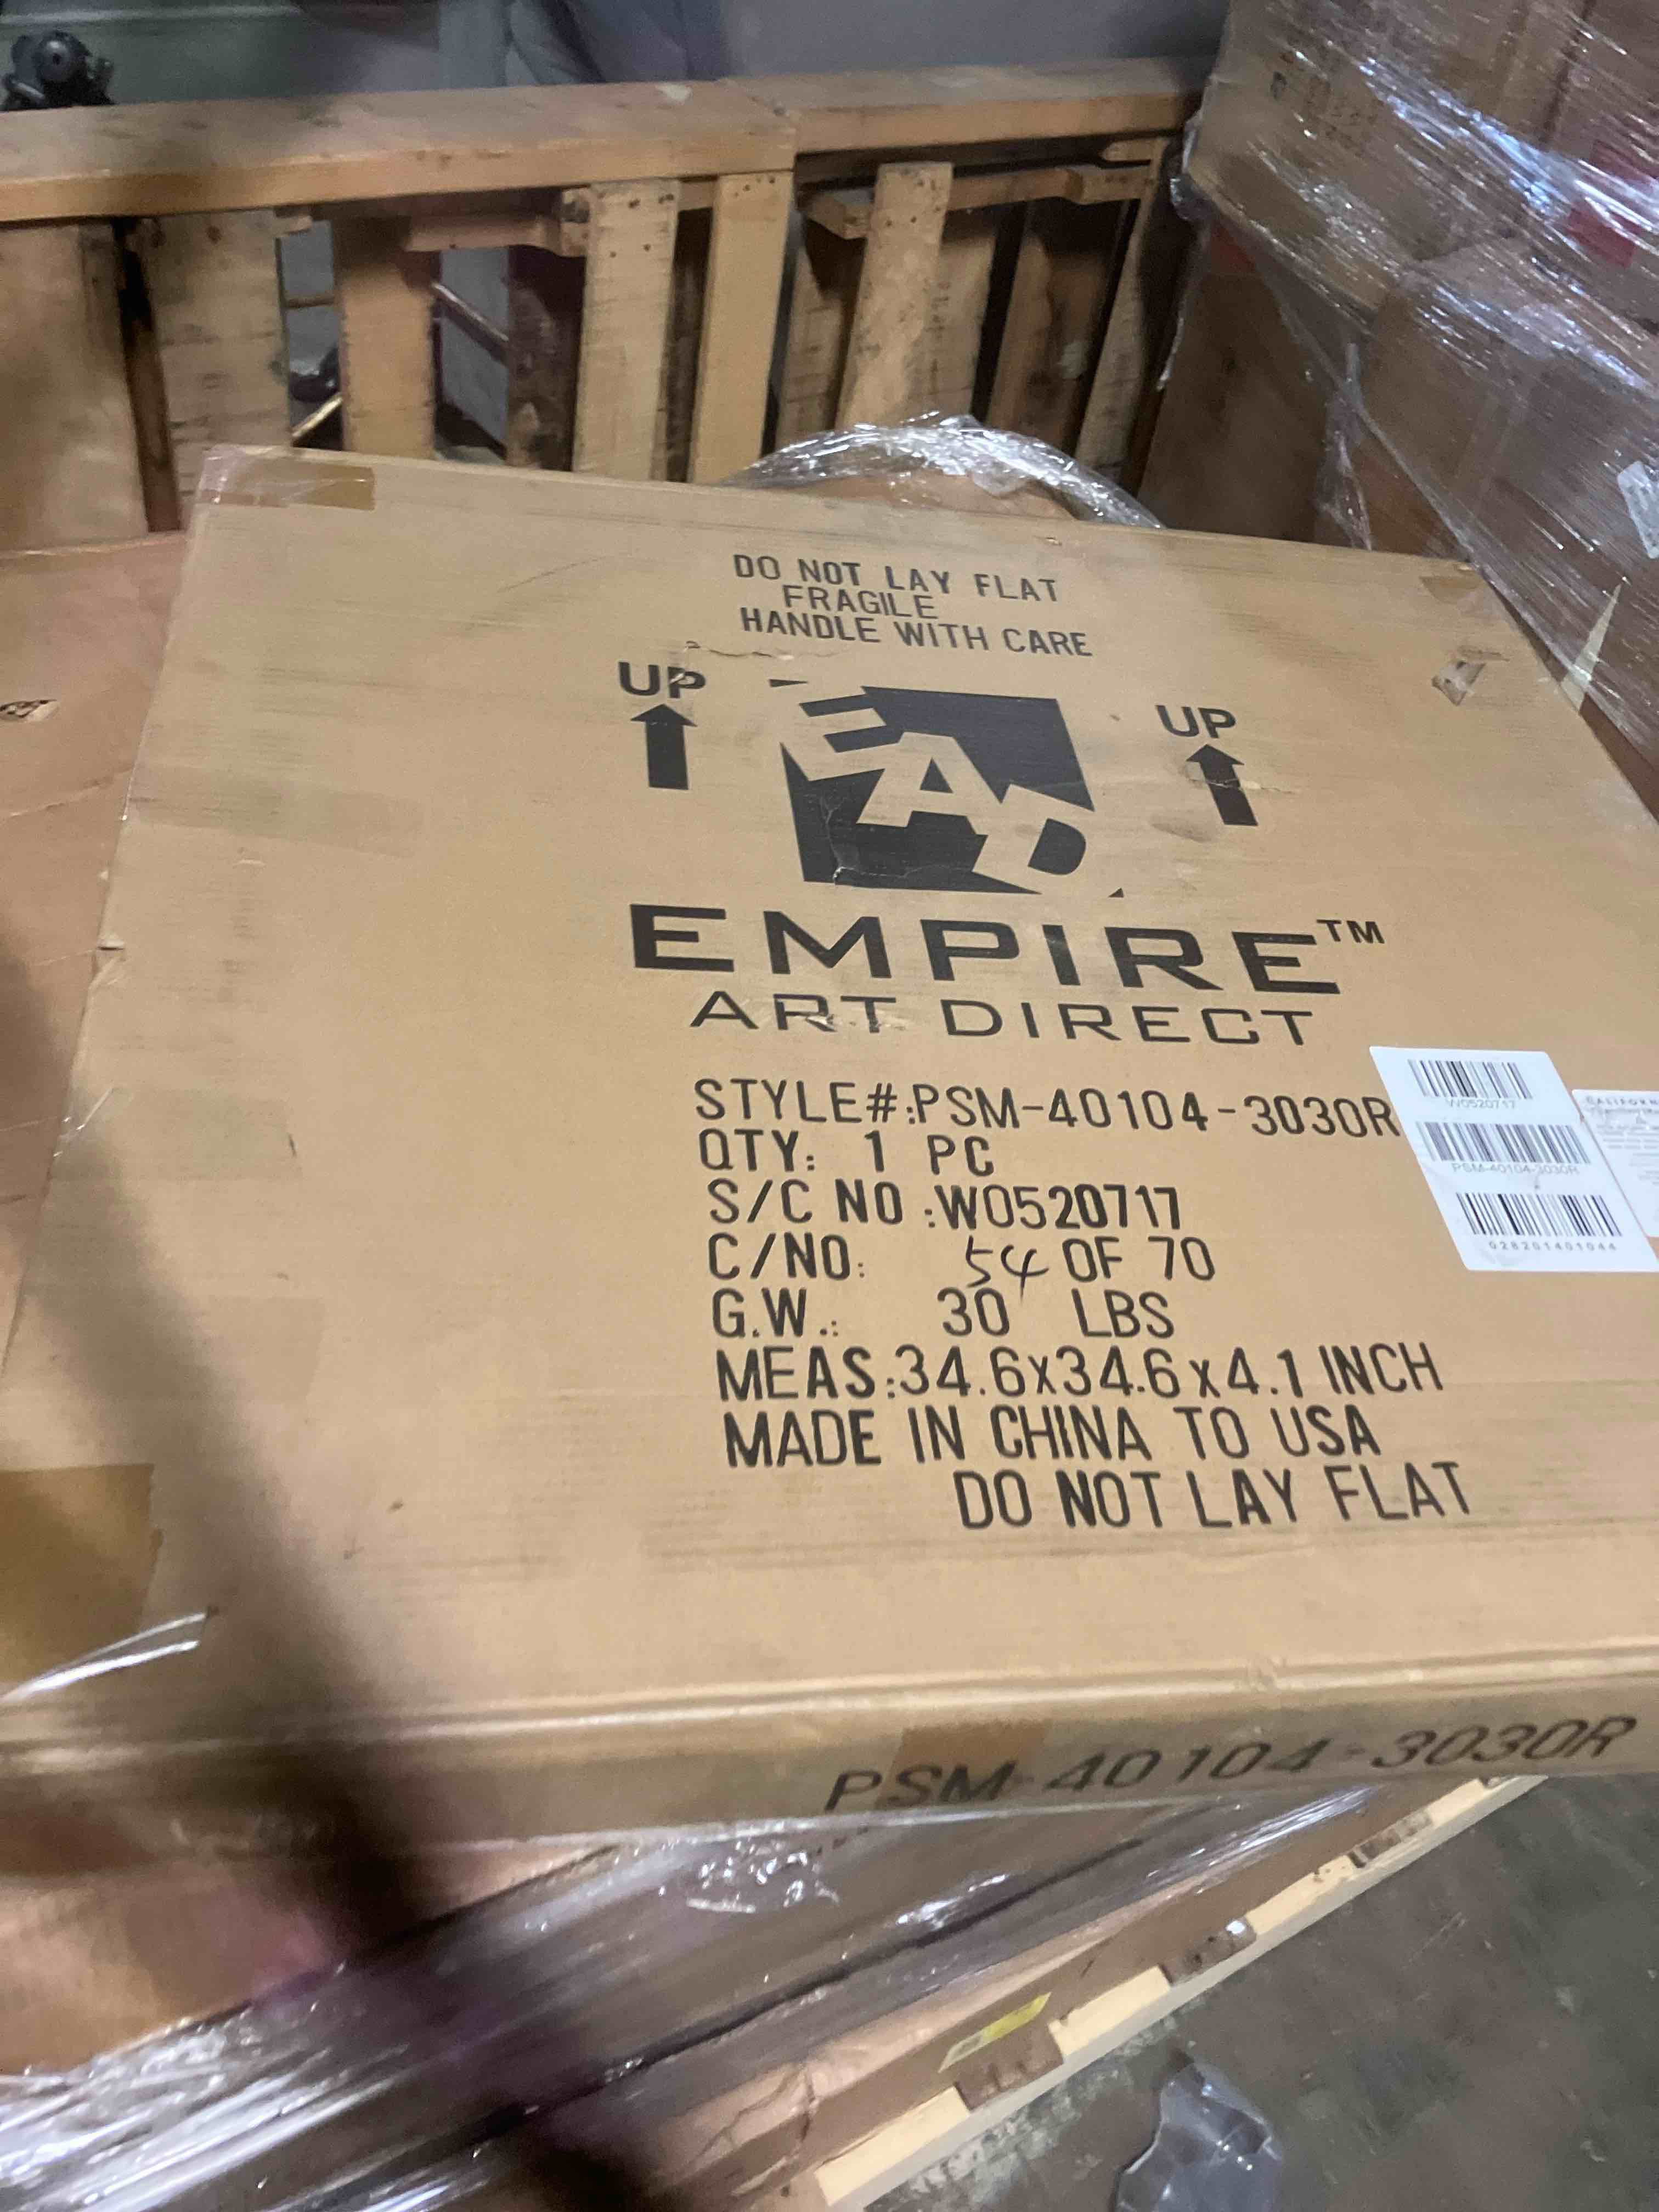 DO NOT LAY FLAT
FRAGILE
HANDLE WITH CARE
UP
UP
EAD
EMPIRE™
ART DIRECT
STYLE#:PSM-40104-3030R
QTY: 1 PC
S/C NO :W0520717
C/NO: 54 OF 70
G.W.: 30 LBS
MEAS:34.6x34.6x4.1 INCH
MADE IN CHINA TO USA
DO NOT LAY FLAT
W0520717
PSM-40104-3030R
028201401044
PSM-40104-3030R